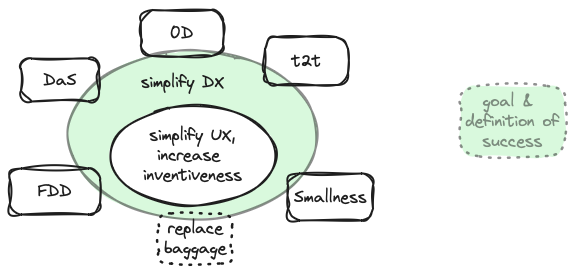 OD
t2t
DaS
simplify DX
goal &
definition of
success
simplify UX,
increase
inventiveness
FDD
Smallness
replace
baggage